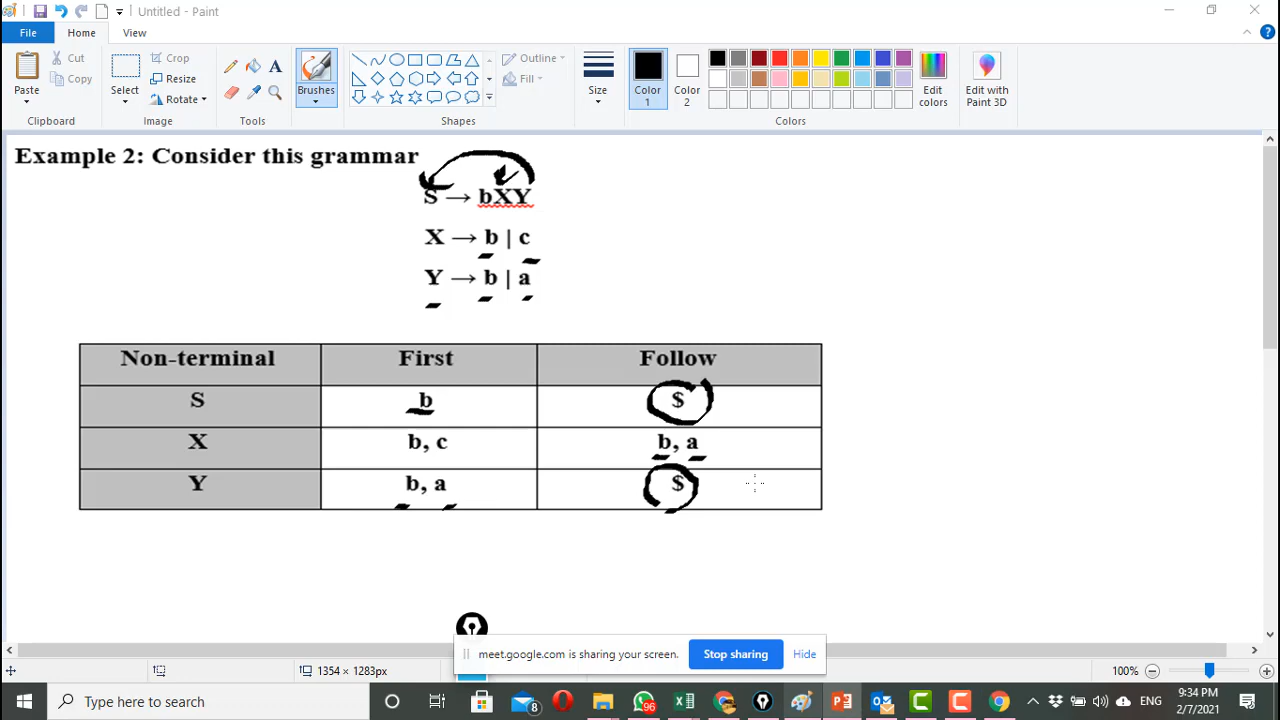 Untitled - Paint
File
Home
View
Paste
Cut
Copy
Clipboard
Select
Crop
Resize
Rotate
Image
Tools
Brushes
Outline
Fill
Shapes
Size
Color 1
Color 2
Edit colors
Colors
Edit with Paint 3D
Example 2: Consider this grammar
S → bXY
X → b | c
Y → b | a
Non-terminal First Follow
S b $
X b, c b, a
Y b, a $
meet.google.com is sharing your screen. Stop sharing Hide
1354 × 1283px 100%
Type here to search 8 96 ENG 9:34 PM
2/7/2021